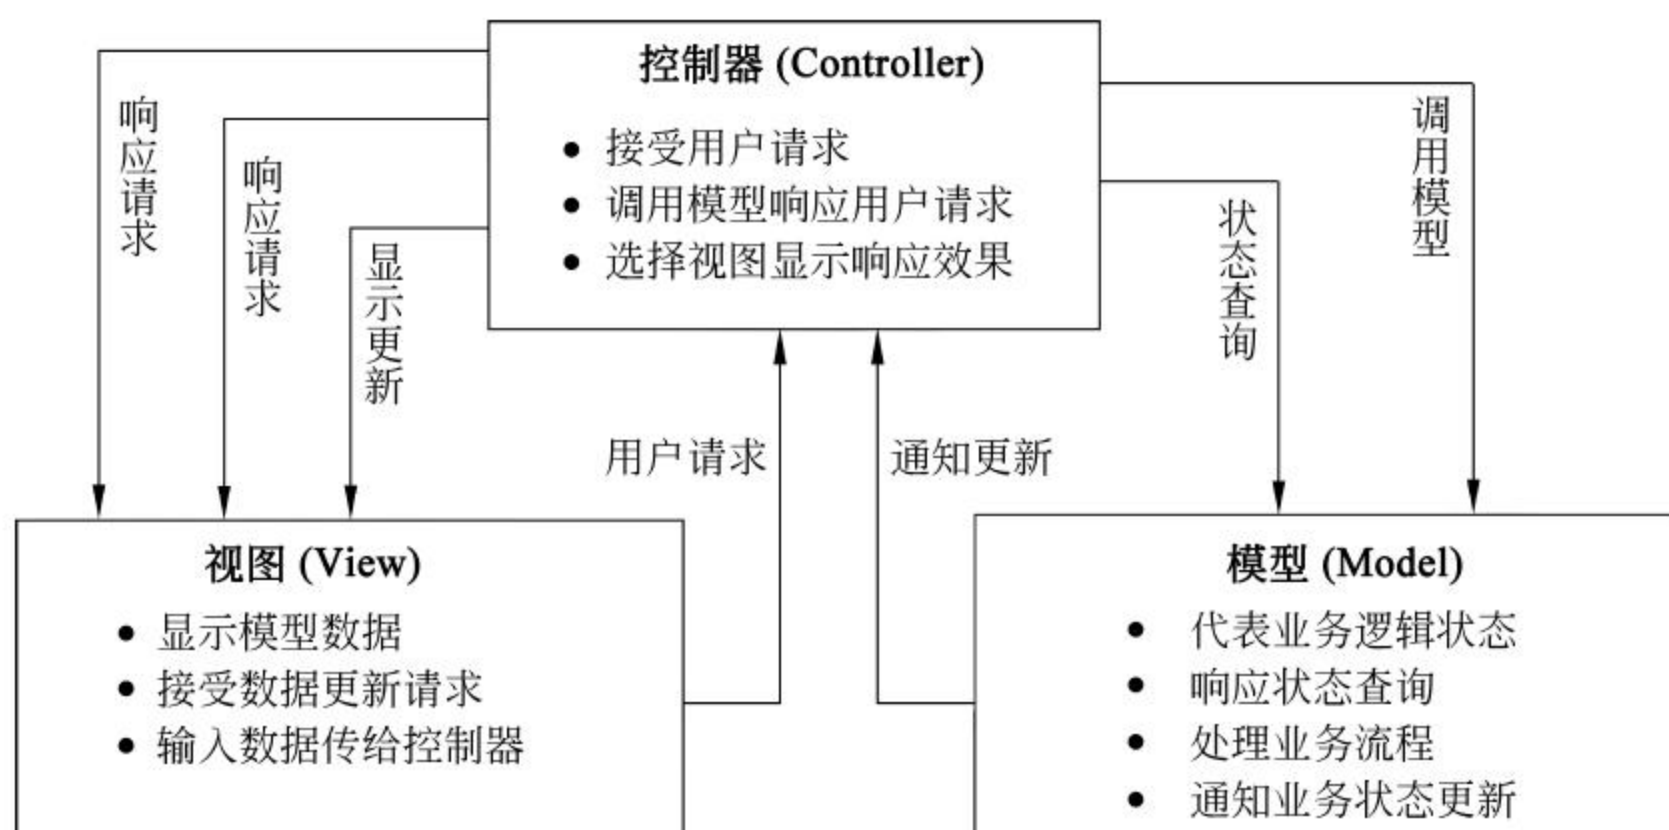 控制器 (Controller)
● 接受用户请求
● 调用模型响应用户请求
● 选择视图显示响应效果
响应请求
响应请求
显示更新
状态查询
调用模型
用户请求
通知更新
视图 (View)
● 显示模型数据
● 接受数据更新请求
● 输入数据传给控制器
模型 (Model)
● 代表业务逻辑状态
● 响应状态查询
● 处理业务流程
● 通知业务状态更新